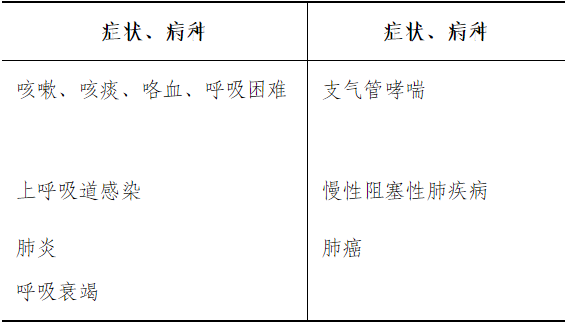 症状、病种 症状、病种
咳嗽、咳痰、咯血、呼吸困难 支气管哮喘
上呼吸道感染 慢性阻塞性肺疾病
肺炎 肺癌
呼吸衰竭